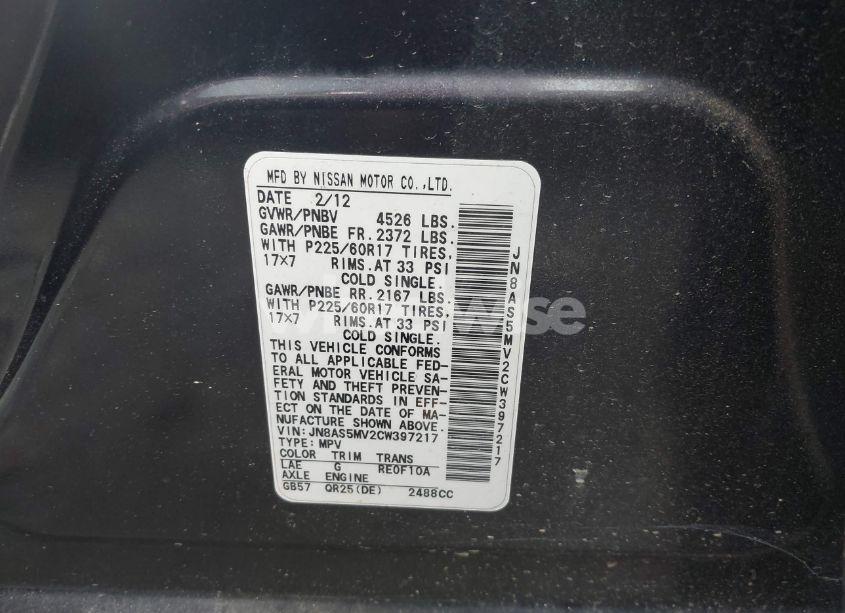 MFD BY NISSAN MOTOR CO.,LTD.
DATE 2/12
GVWR/PNBV 4526 LBS.
GAWR/PNBE FR. 2372 LBS.
WITH P225/60R17 TIRES,
17×7 RIMS.AT 33 PSI
COLD SINGLE.
GAWR/PNBE RR. 2167 LBS.
WITH P225/60R17 TIRES,
17×7 RIMS.AT 33 PSI
COLD SINGLE.
THIS VEHICLE CONFORMS
TO ALL APPLICABLE FED-
ERAL MOTOR VEHICLE SA-
FETY AND THEFT PREVEN-
TION STANDARDS IN EFF-
ECT ON THE DATE OF MA-
NUFACTURE SHOWN ABOVE.
VIN:JN8AS5MV2CW397217
TYPE:MPV
COLOR TRIM TRANS
LAE G RE0F10A
AXLE ENGINE
GB57 QR25(DE) 2488CC
JN8AS5MV2CW397217